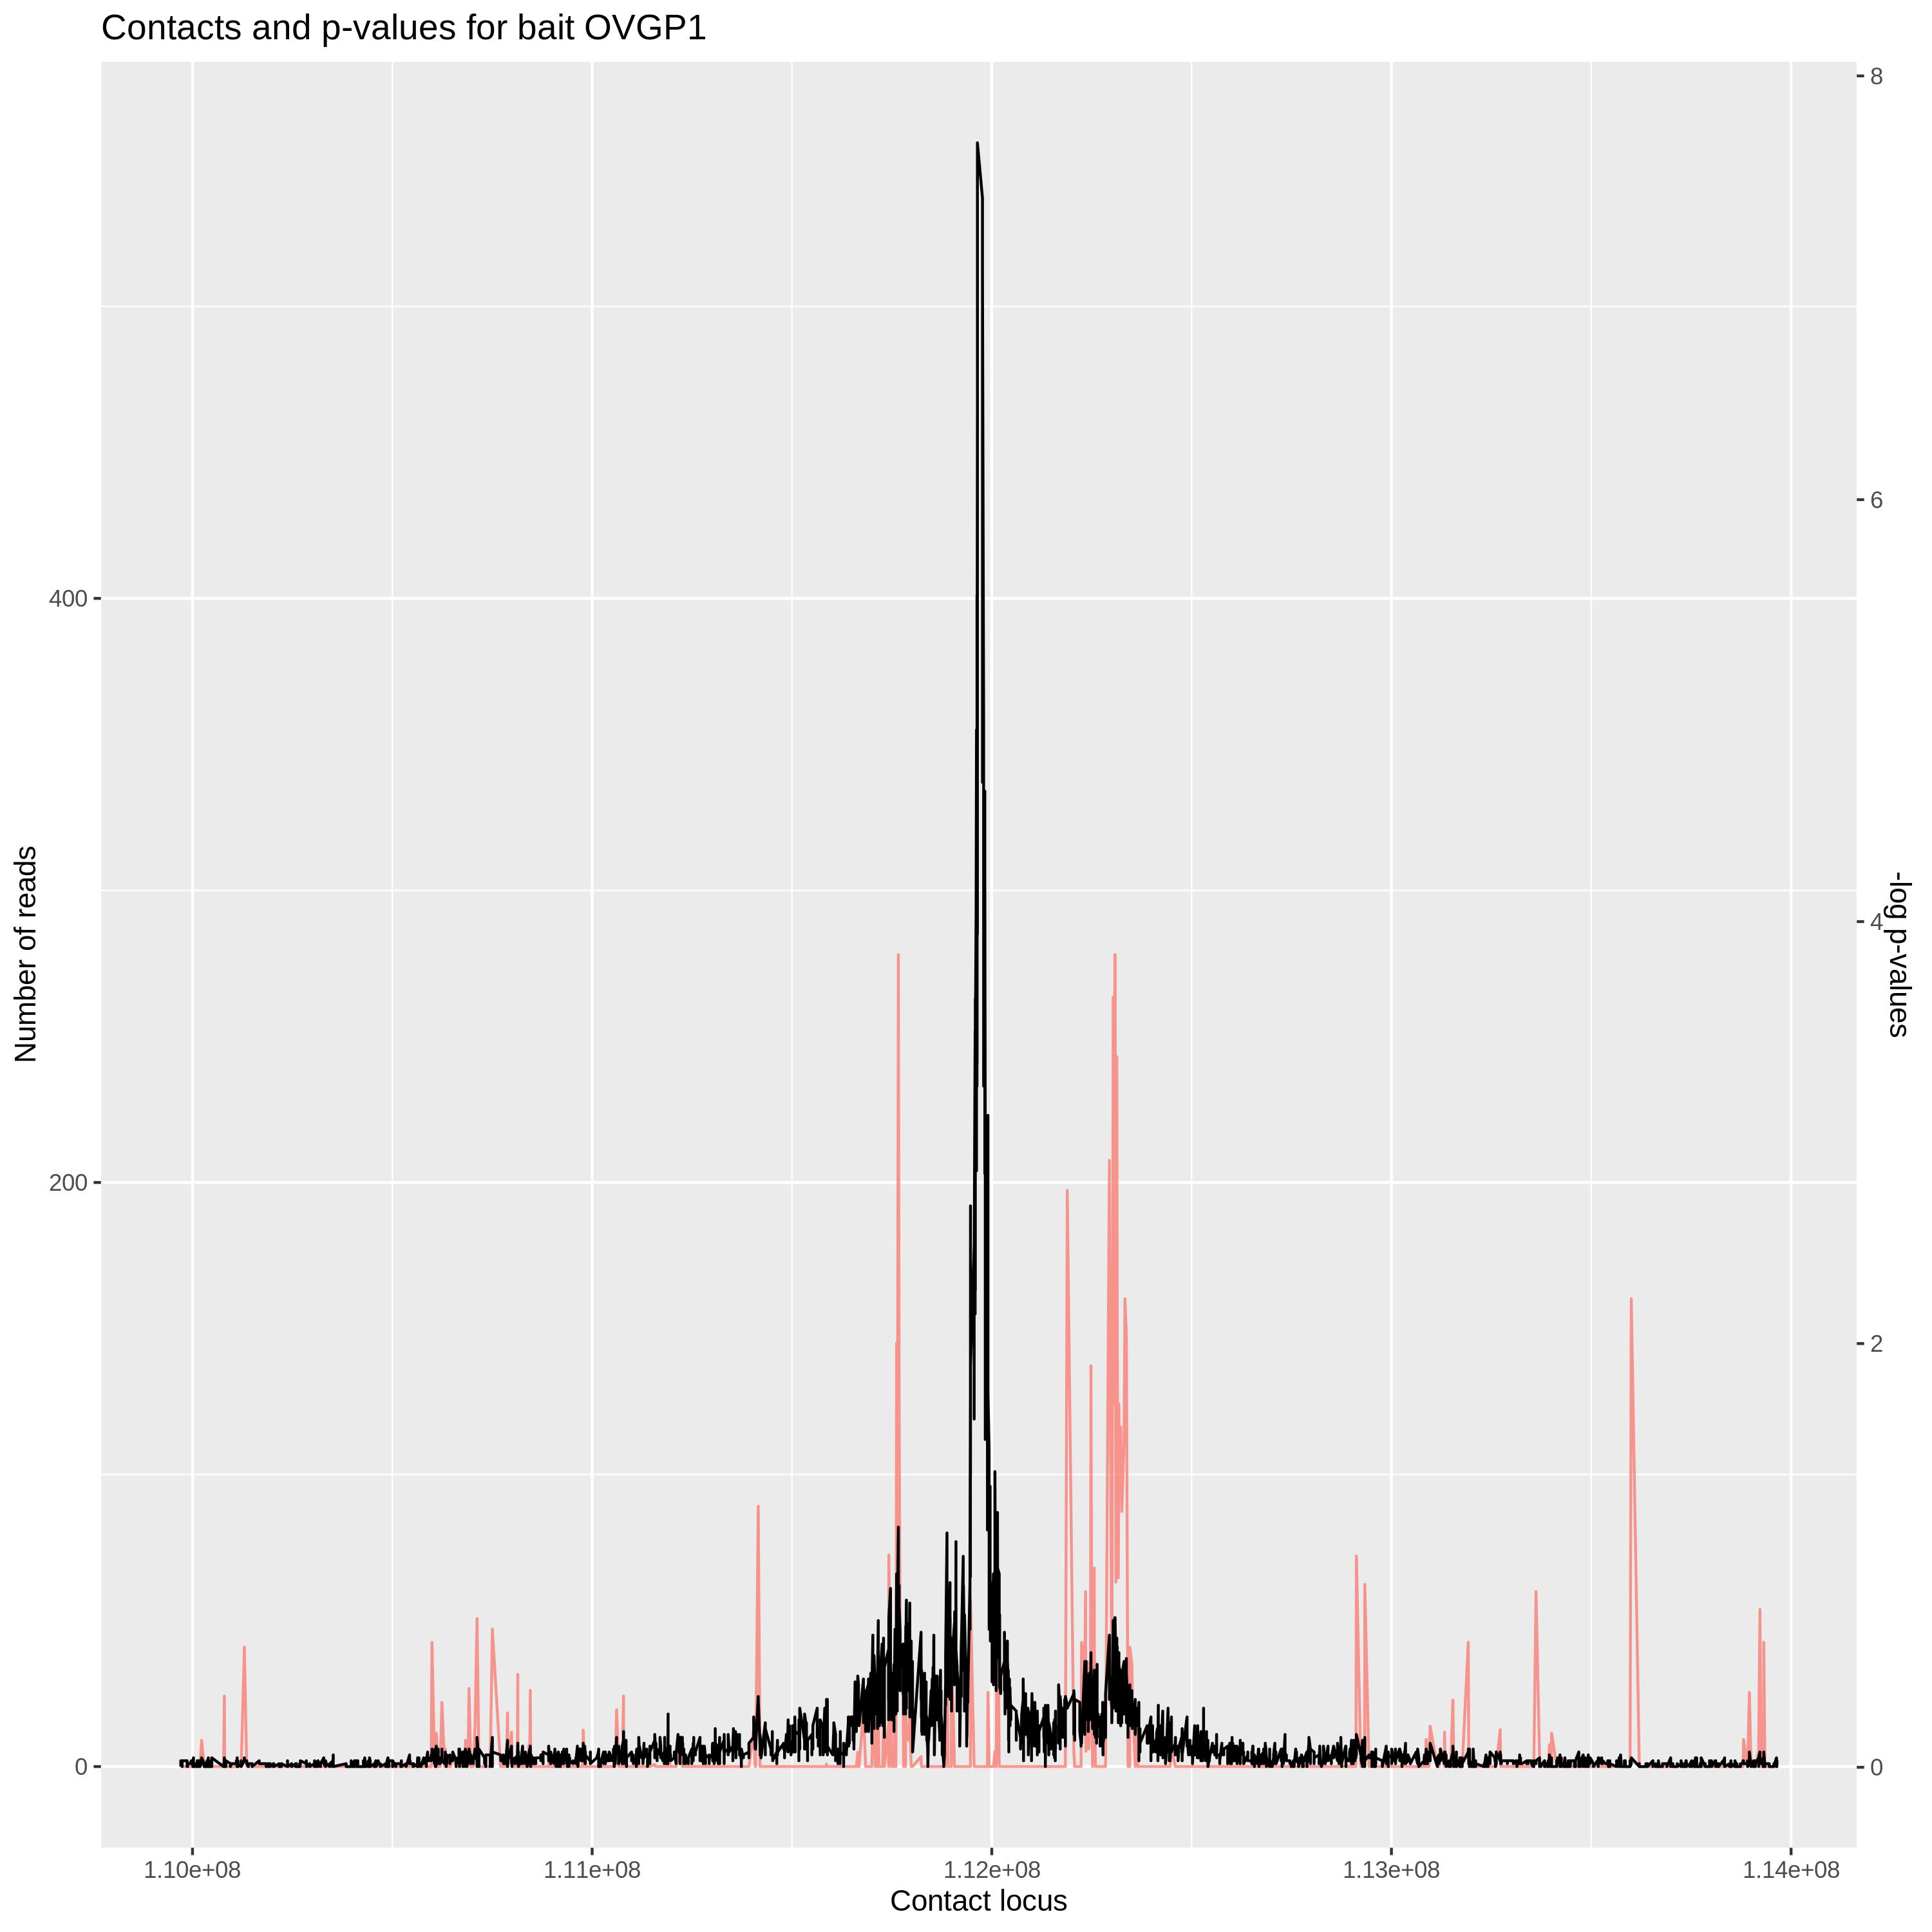 Contacts and p-values for bait OVGP1
8
6
400
Number of reads
4
-log p-values
200
2
0
0
1.10e+08
1.11e+08
1.12e+08
1.13e+08
1.14e+08
Contact locus